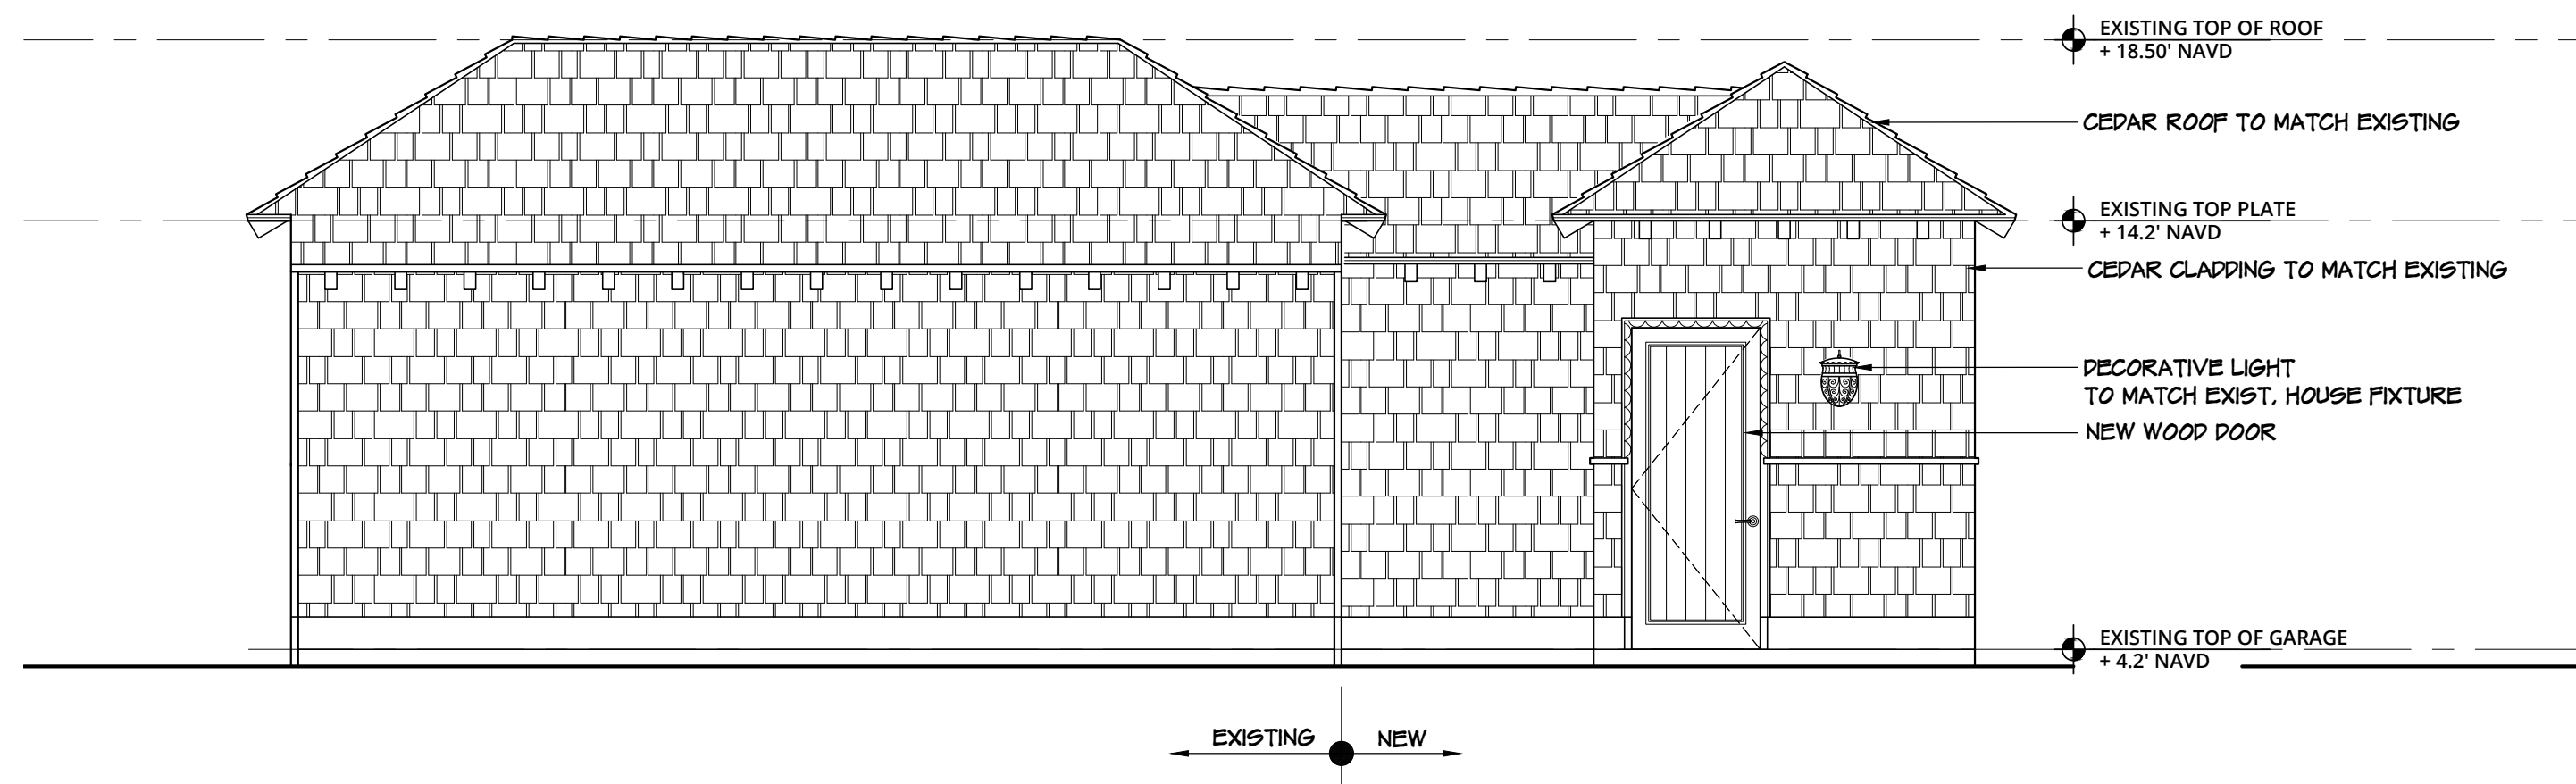 EXISTING TOP OF ROOF
+ 18.50' NAVD
CEDAR ROOF TO MATCH EXISTING
EXISTING TOP PLATE
+ 14.2' NAVD
CEDAR CLADDING TO MATCH EXISTING
DECORATIVE LIGHT
TO MATCH EXIST. HOUSE FIXTURE
NEW WOOD DOOR
EXISTING TOP OF GARAGE
+ 4.2' NAVD
EXISTING NEW